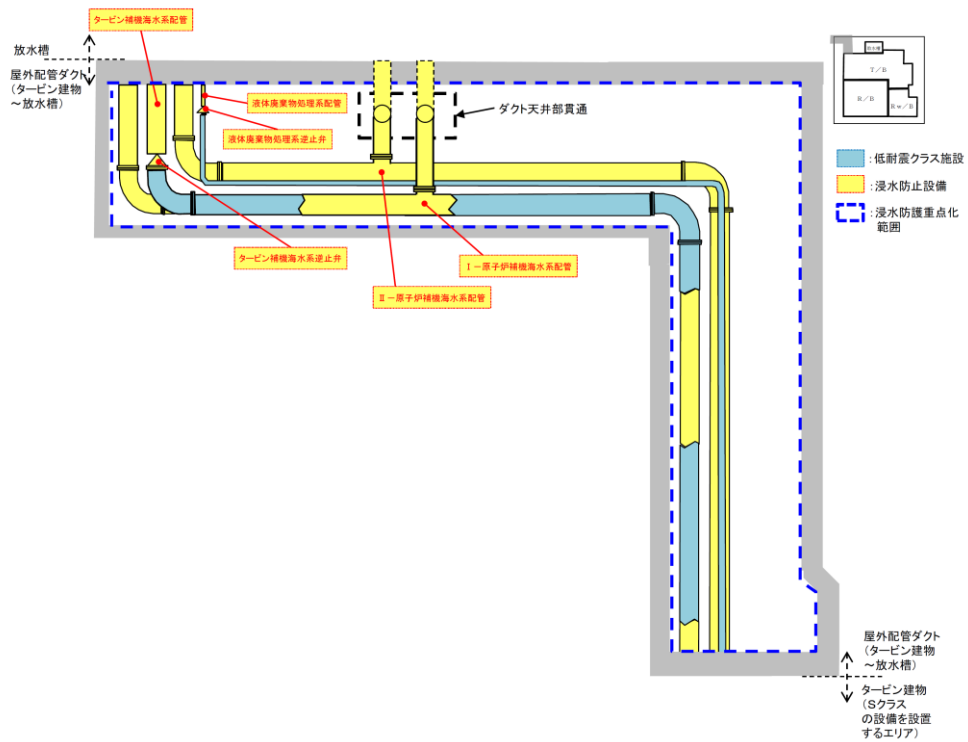 タービン補機海水系配管
放水槽
屋外配管ダクト
(タービン建物
～放水槽)
液体廃棄物処理系配管
液体廃棄物処理系逆止弁
ダクト天井部貫通
放水槽
T／B
R／B
Rw／B
：低耐震クラス施設
：浸水防止設備
：浸水防護重点化
範囲
タービン補機海水系逆止弁
Ⅰ－原子炉補機海水系配管
Ⅱ－原子炉補機海水系配管
屋外配管ダクト
(タービン建物
～放水槽)
タービン建物
(Sクラス
の設備を設置
するエリア)